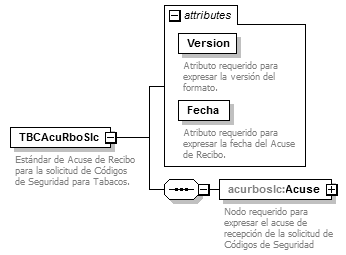 attributes
Version
Atributo requerido para
expresar la versión del
formato.
Fecha
Atributo requerido para
expresar la fecha del Acuse
de Recibo.
TBCAcuRboSlc
Estándar de Acuse de Recibo
para la solicitud de Códigos
de Seguridad para Tabacos.
acurboslc:Acuse
Nodo requerido para
expresar el acuse de
recepción de la solicitud de
Códigos de Seguridad